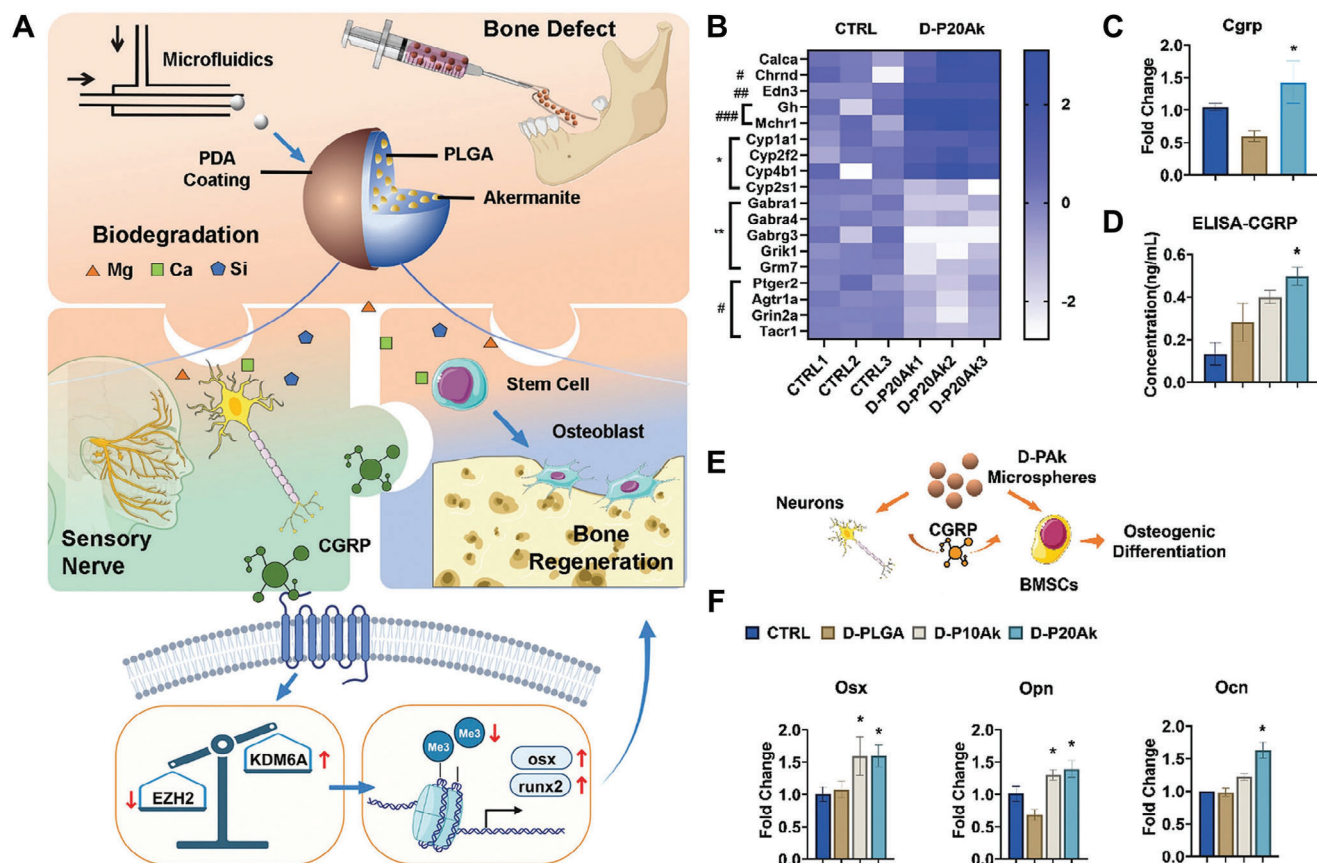 A
Microfluidics
Bone Defect
PDA
Coating
PLGA
Akermanite
Biodegradation
Mg
Ca
Si
Stem Cell
Osteoblast
Sensory
Nerve
CGRP
Bone
Regeneration
KDM6A
EZH2
Me3
Me3
osx
runx2
B
CTRL
D-P20Ak
Calca
# Chrnd
## Edn3
### Gh
Mchr1
Cyp1a1
* Cyp2f2
Cyp4b1
Cyp2s1
Gabra1
Gabra4
** Gabrg3
Grik1
Grm7
Ptger2
# Agtr1a
Grin2a
Tacr1
2
0
-2
CTRL1
CTRL2
CTRL3
D-P20Ak1
D-P20Ak2
D-P20Ak3
C
Cgrp
Fold Change
2.0
1.5
1.0
0.5
0.0
*
D
ELISA-CGRP
Concentration(ng/mL)
0.6
0.4
0.2
0.0
*
E
D-PAk
Microspheres
Neurons
CGRP
BMSCs
Osteogenic
Differentiation
F
CTRL D-PLGA D-P10Ak D-P20Ak
Osx
Fold Change
2.0
1.5
1.0
0.5
0.0
* *
Opn
Fold Change
2.0
1.5
1.0
0.5
0.0
* *
Ocn
Fold Change
2.0
1.5
1.0
0.5
0.0
*